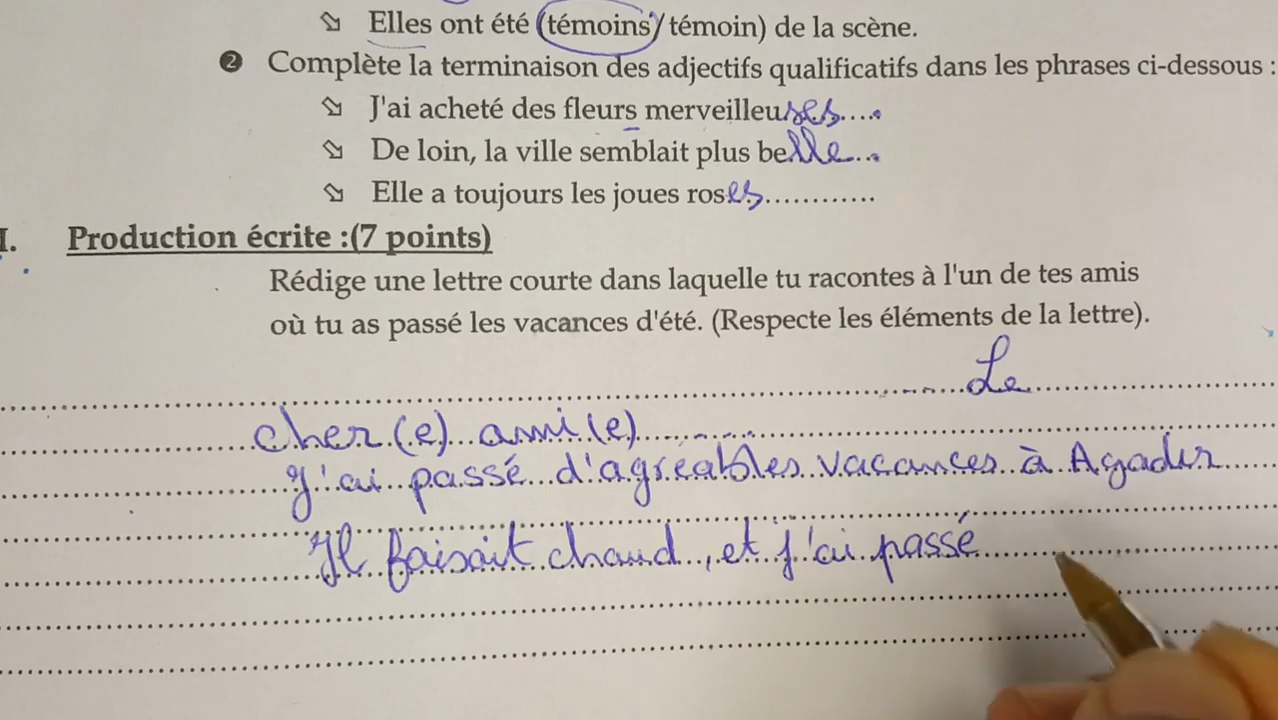 Elles ont été (témoins/témoin) de la scène.
❷ Complète la terminaison des adjectifs qualificatifs dans les phrases ci-dessous :
J'ai acheté des fleurs merveilleuses.....
De loin, la ville semblait plus belle...
Elle a toujours les joues roses............
I. Production écrite :(7 points)
Rédige une lettre courte dans laquelle tu racontes à l'un de tes amis
où tu as passé les vacances d'été. (Respecte les éléments de la lettre).
Le
cher(e) ami(e)
J'ai passé d'agréables vacances à Agadir
Il faisait chaud, et j'ai passé